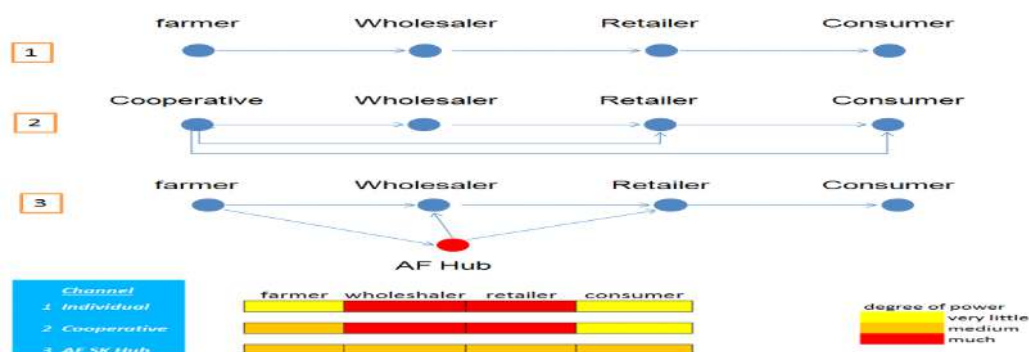 farmer Wholesaler Retailer Consumer
1
Cooperative Wholesaler Retailer Consumer
2
farmer Wholesaler Retailer Consumer
3
AF Hub
Channel
1 Individual
2 Cooperative
3 AF SK Hub
farmer wholeshaler retailer consumer
degree of power
very little
medium
much